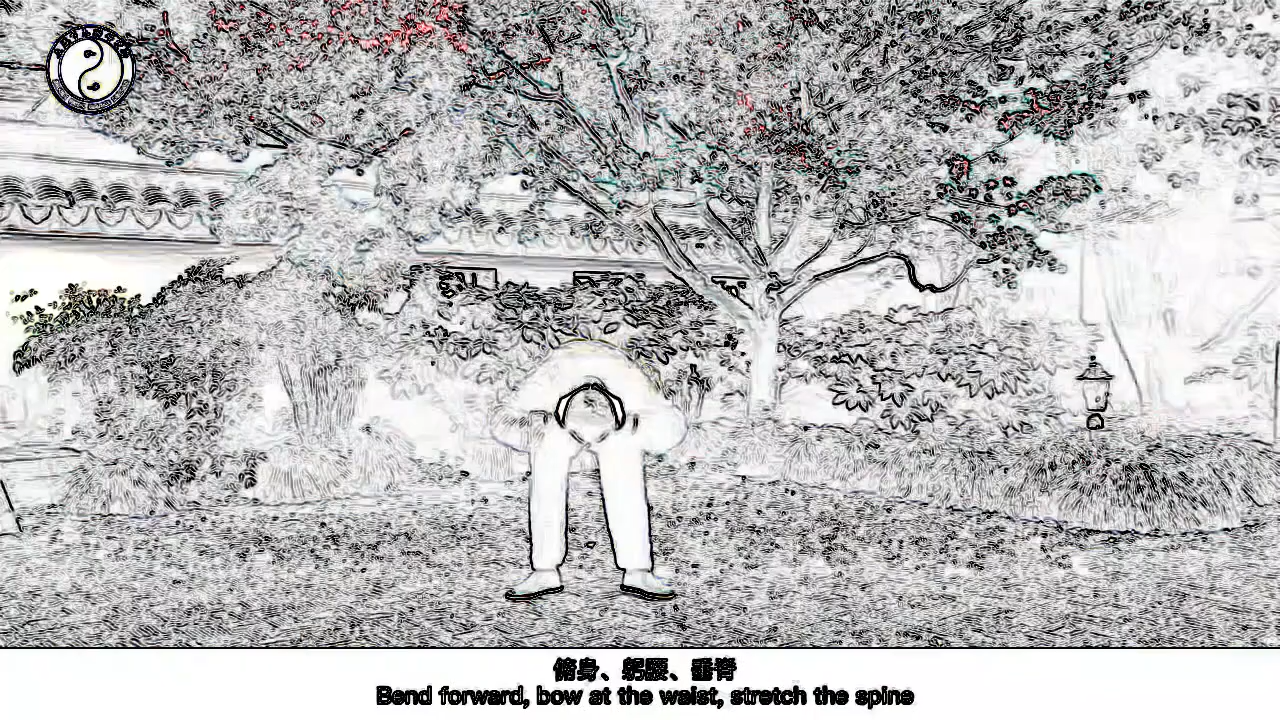 俯身、躬腰、垂脊
Bend forward, bow at the waist, stretch the spine